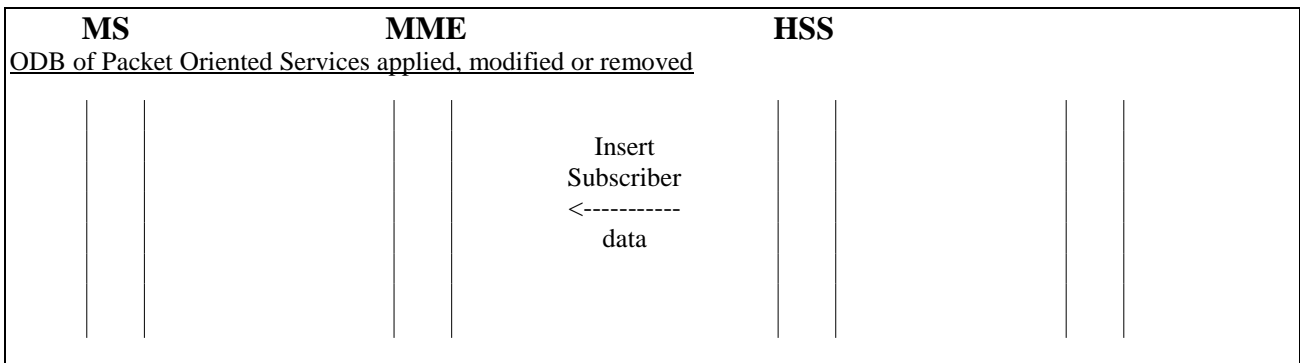 MS MME HSS
ODB of Packet Oriented Services applied, modified or removed
Insert
Subscriber
<-----------
data